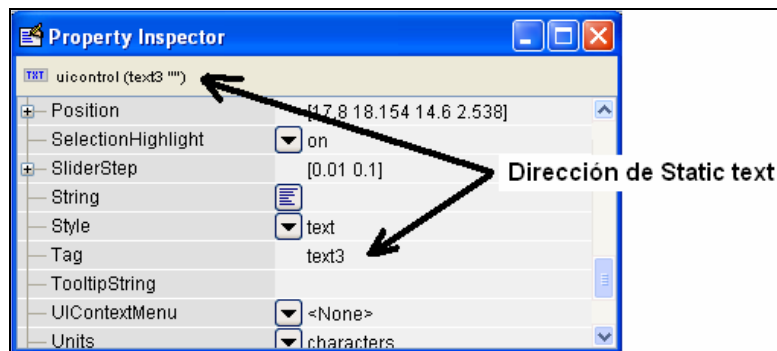 Property Inspector
TXT uicontrol (text3 "")
Position [17.8 18.154 14.6 2.538]
SelectionHighlight on
SliderStep [0.01 0.1]
Dirección de Static text
String
Style text
Tag text3
TooltipString
UIContextMenu <None>
Units characters